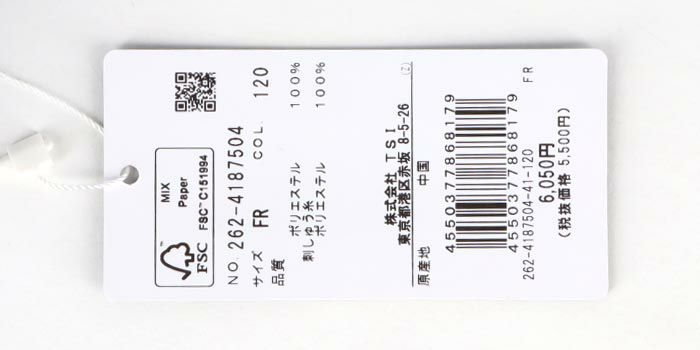 MIX
Paper
FSC™ C151994
FSC
NO. 262-4187504
サイズ FR COL. 120
品質
ポリエステル 100%
刺しゅう糸
ポリエステル 100%
株式会社 TSI
東京都港区赤坂 8-5-26
原産地 中国 (Z)
4550377868179
4550377868179
262-4187504-41-120 FR
6,050円
(税抜価格 5,500円)